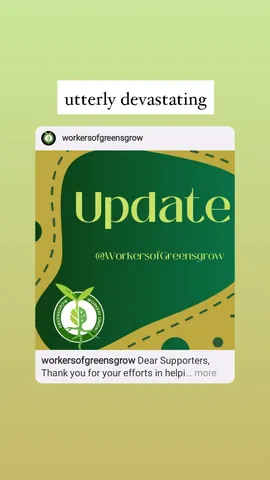 utterly devastating
workersofgreensgrow
Update
@WorkersofGreensgrow
workersofgreensgrow Dear Supporters,
Thank you for your efforts in helpi... more